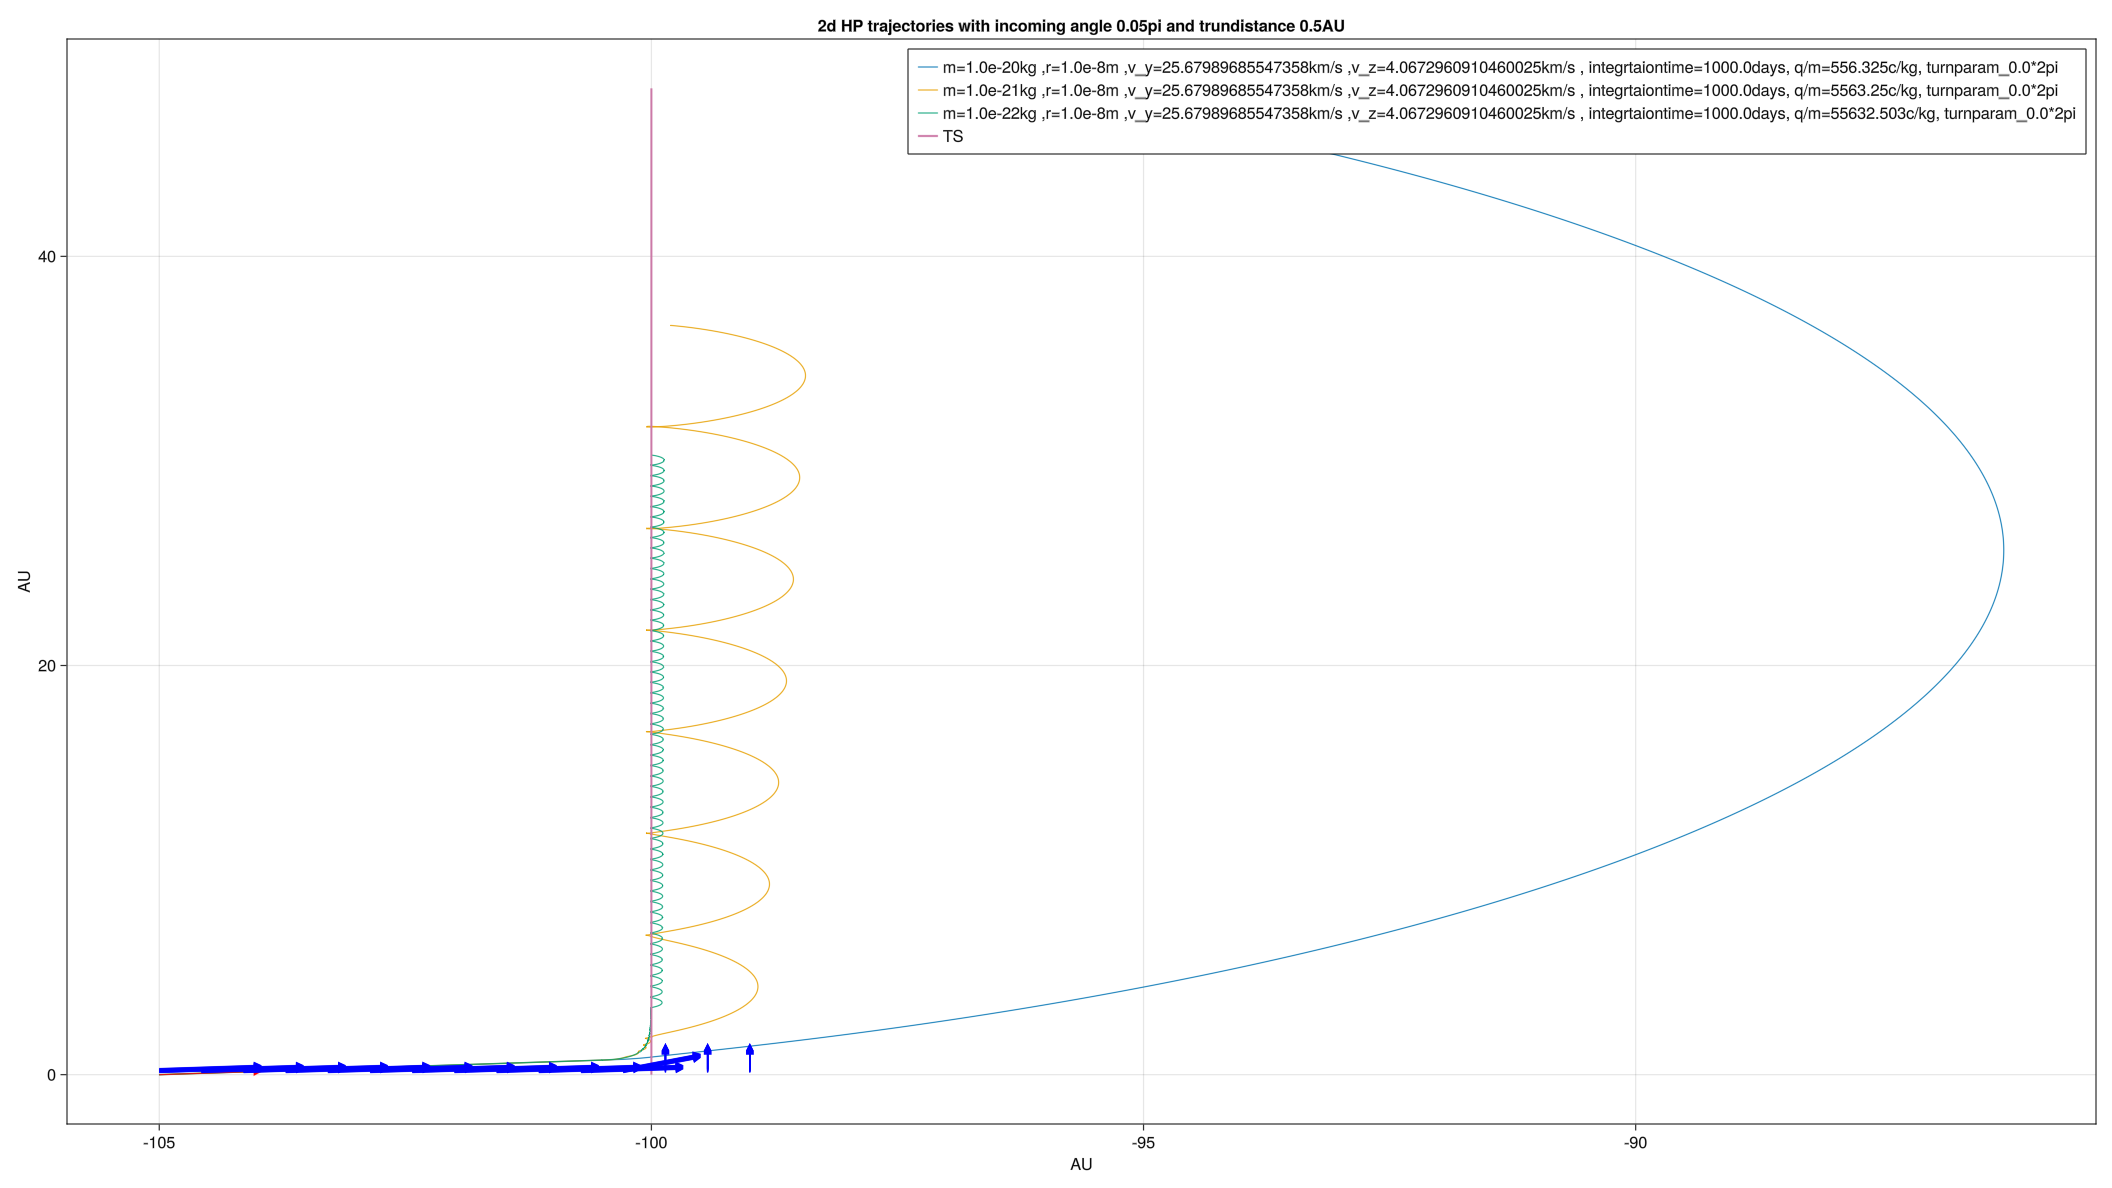 2d HP trajectories with incoming angle 0.05pi and trundistance 0.5AU
m=1.0e-20kg ,r=1.0e-8m ,v_y=25.67989685547358km/s ,v_z=4.0672960910460025km/s , integrtaiontime=1000.0days, q/m=556.325c/kg, turnparam_0.0*2pi
m=1.0e-21kg ,r=1.0e-8m ,v_y=25.67989685547358km/s ,v_z=4.0672960910460025km/s , integrtaiontime=1000.0days, q/m=5563.25c/kg, turnparam_0.0*2pi
m=1.0e-22kg ,r=1.0e-8m ,v_y=25.67989685547358km/s ,v_z=4.0672960910460025km/s , integrtaiontime=1000.0days, q/m=55632.503c/kg, turnparam_0.0*2pi
TS
40
20
0
AU
-105 -100 -95 -90
AU